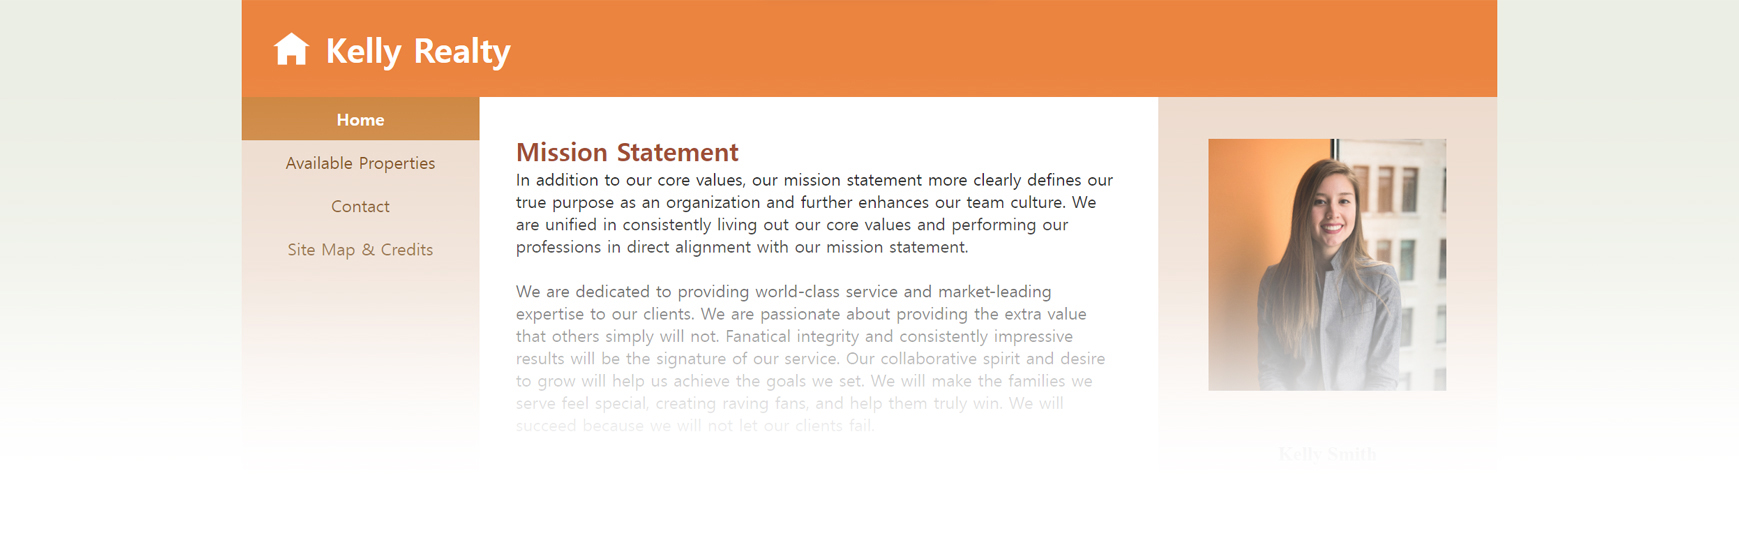 Kelly Realty
Home
Available Properties
Contact
Site Map & Credits
Mission Statement
In addition to our core values, our mission statement more clearly defines our
true purpose as an organization and further enhances our team culture. We
are unified in consistently living out our core values and performing our
professions in direct alignment with our mission statement.
We are dedicated to providing world-class service and market-leading
expertise to our clients. We are passionate about providing the extra value
that others simply will not. Fanatical integrity and consistently impressive
results will be the signature of our service. Our collaborative spirit and desire
to grow will help us achieve the goals we set. We will make the families we
serve feel special, creating raving fans, and help them truly win. We will
succeed because we will not let our clients fail.
Kelly Smith